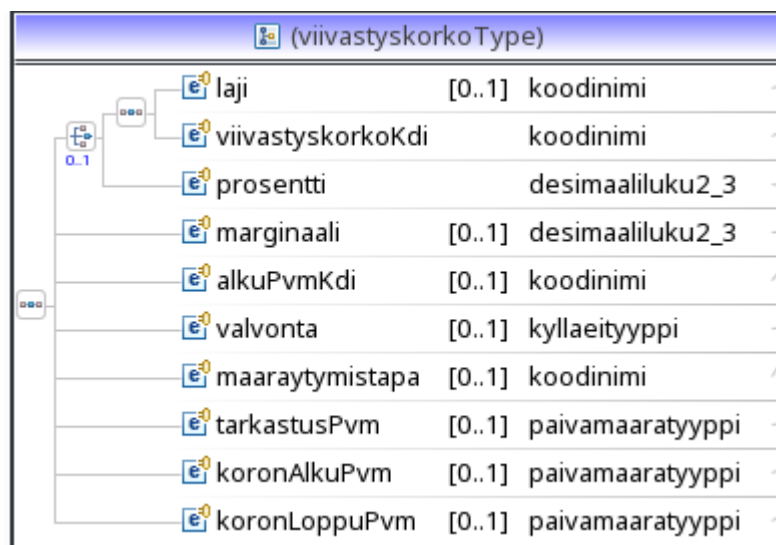 (viivastyskorkoType)
laji [0..1] koodinimi
viivastyskorkoKdi koodinimi
0..1
prosentti desimaaliluku2_3
marginaali [0..1] desimaaliluku2_3
alkuPvmKdi [0..1] koodinimi
valvonta [0..1] kyllaeityyppi
maaraytymistapa [0..1] koodinimi
tarkastusPvm [0..1] paivamaaratyyppi
koronAlkuPvm [0..1] paivamaaratyyppi
koronLoppuPvm [0..1] paivamaaratyyppi